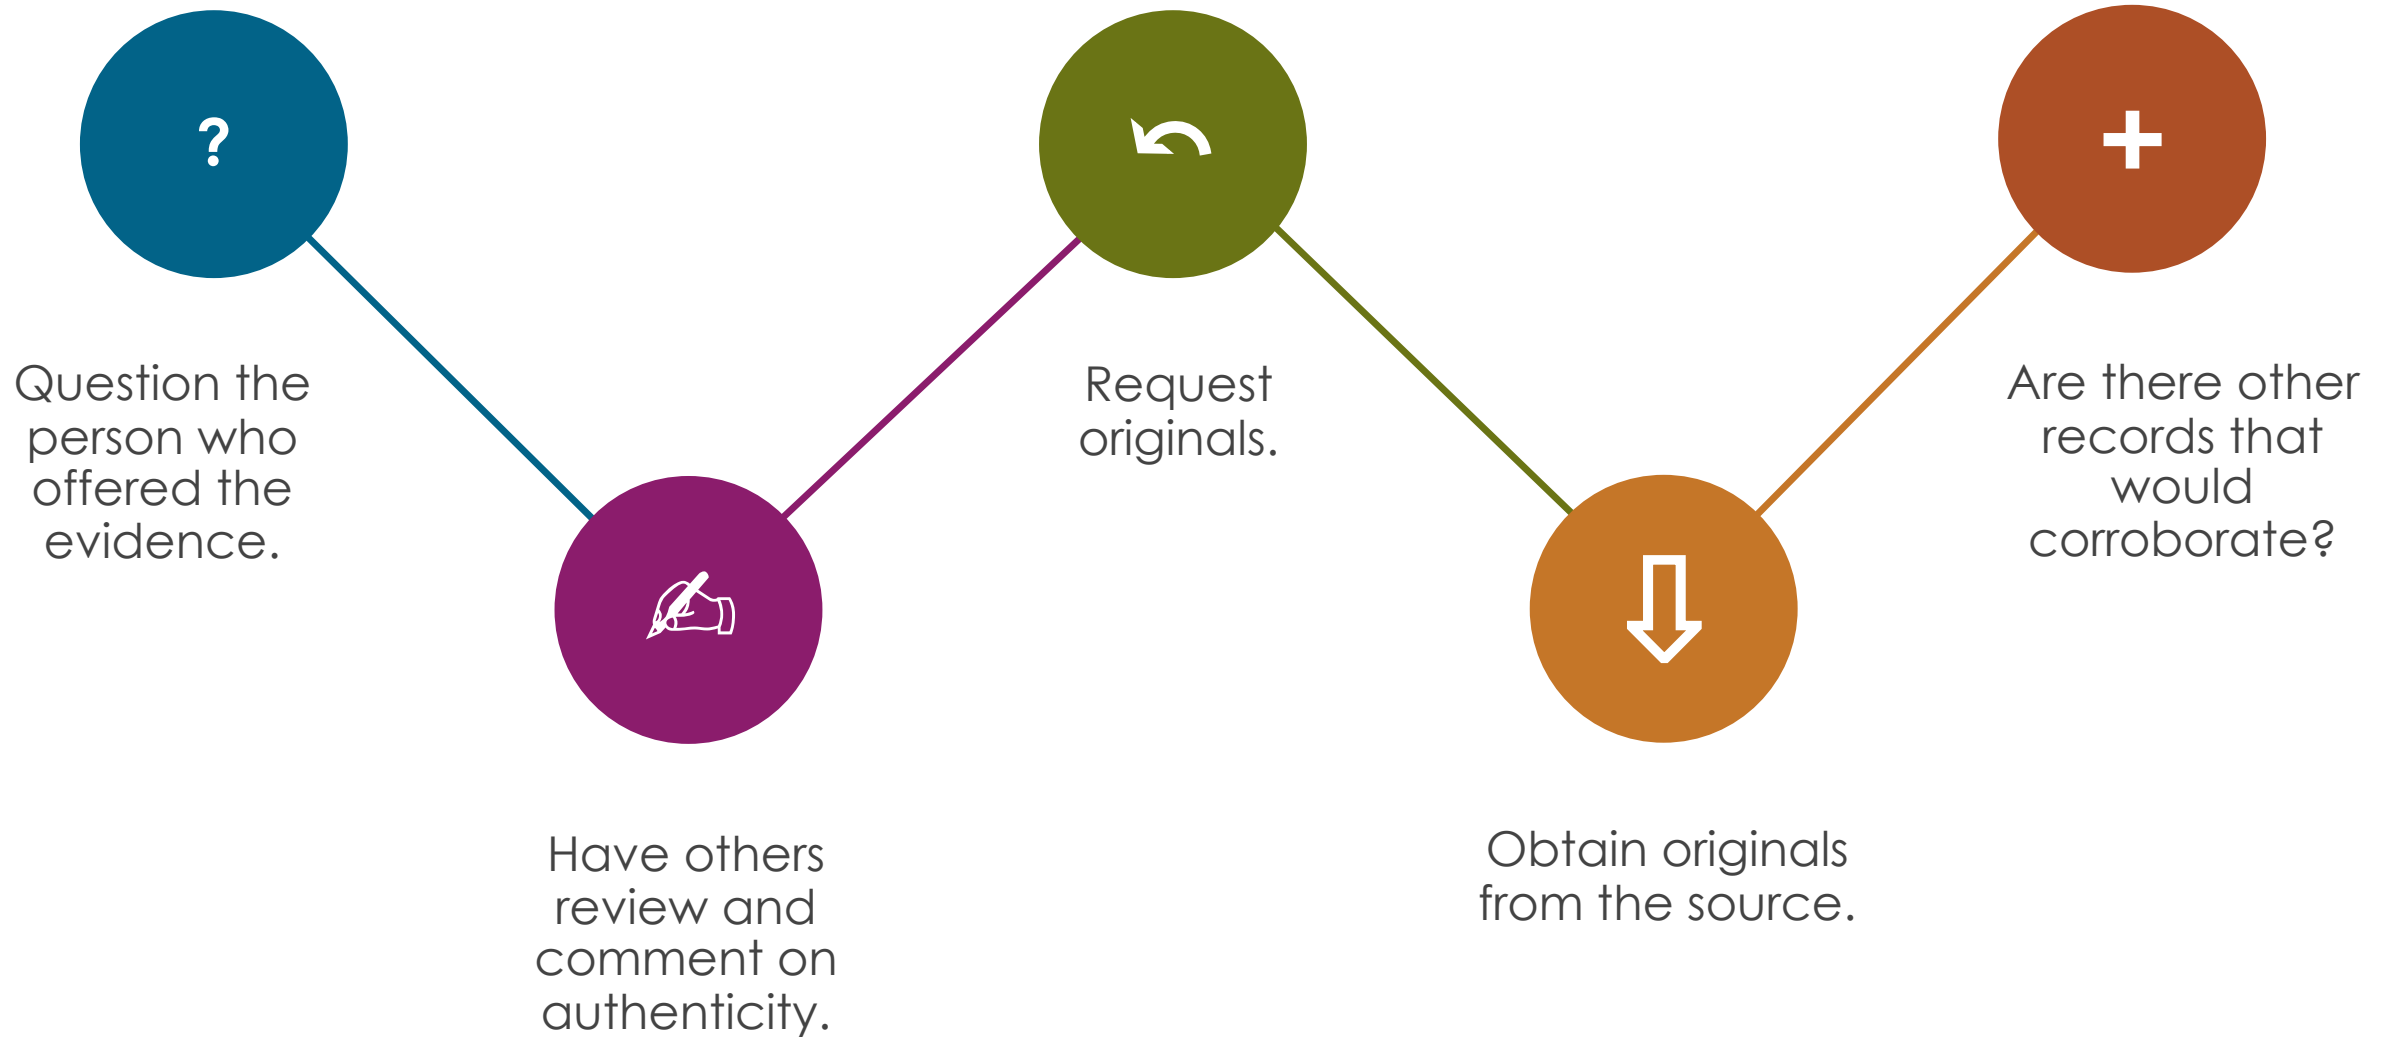 ?
Question the
person who
offered the
evidence.
Have others
review and
comment on
authenticity.
Request
originals.
Obtain originals
from the source.
+
Are there other
records that
would
corroborate?